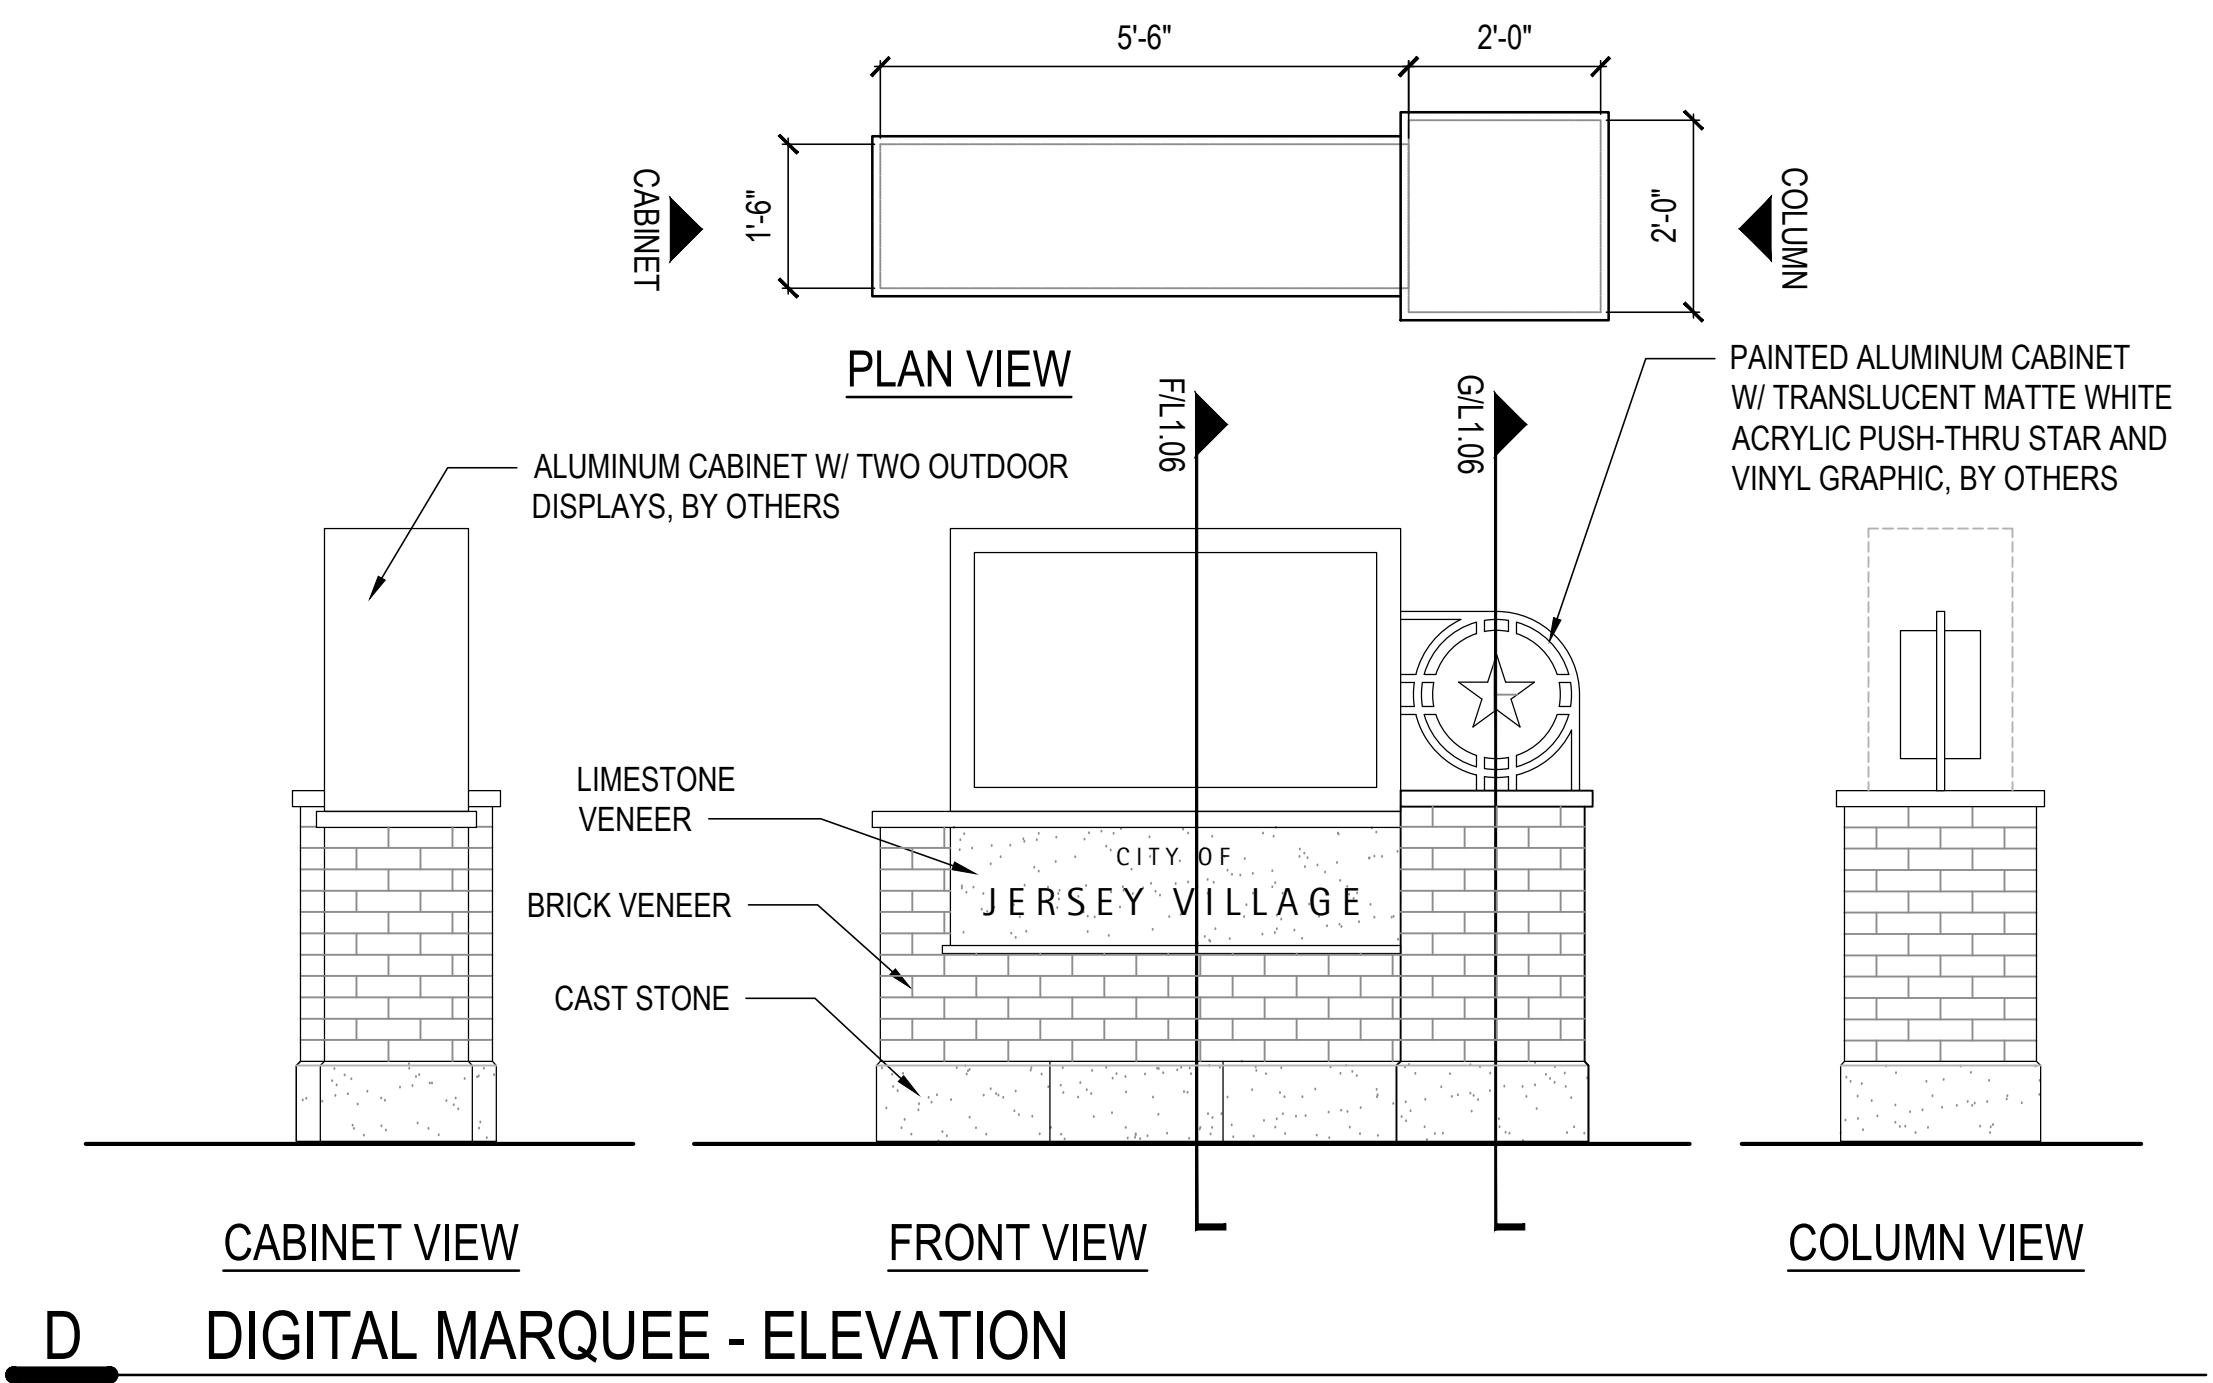 5'-6"
2'-0"
CABINET
1'-6"
2'-0"
COLUMN
PLAN VIEW
F/L1.06
G/L1.06
PAINTED ALUMINUM CABINET
W/ TRANSLUCENT MATTE WHITE
ACRYLIC PUSH-THRU STAR AND
VINYL GRAPHIC, BY OTHERS
ALUMINUM CABINET W/ TWO OUTDOOR
DISPLAYS, BY OTHERS
LIMESTONE
VENEER
CITY OF
JERSEY VILLAGE
BRICK VENEER
CAST STONE
CABINET VIEW
FRONT VIEW
COLUMN VIEW
D DIGITAL MARQUEE - ELEVATION